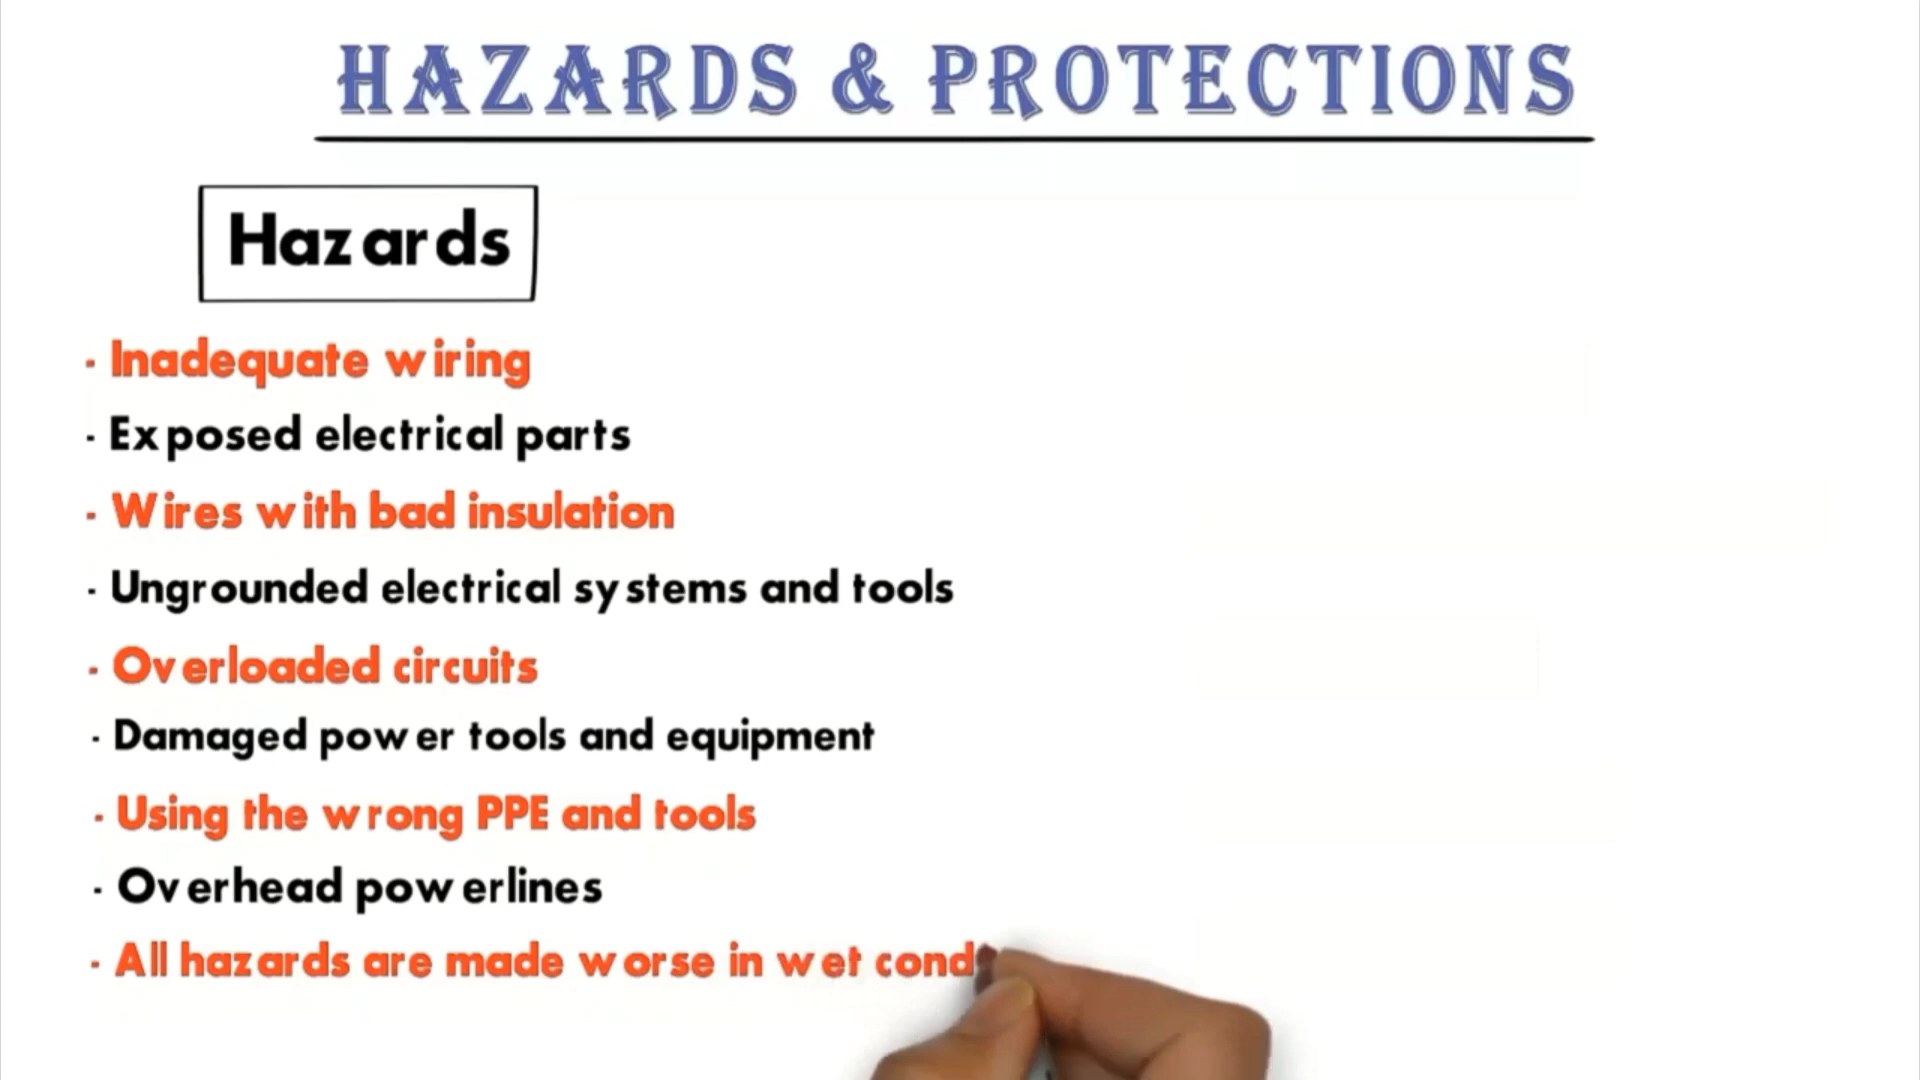 HAZARDS & PROTECTIONS
Hazards
- Inadequate wiring
- Exposed electrical parts
- Wires with bad insulation
- Ungrounded electrical systems and tools
- Overloaded circuits
- Damaged power tools and equipment
- Using the wrong PPE and tools
- Overhead powerlines
- All hazards are made worse in wet cond